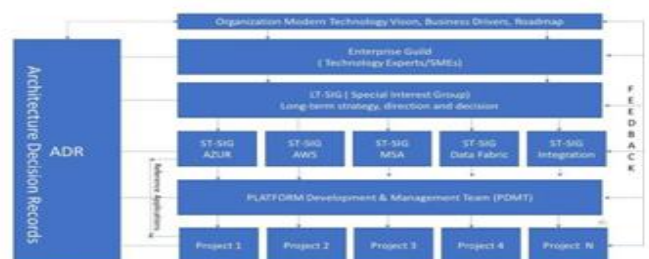 Organization Modern Technology Vison, Business Drivers, Roadmap
Enterprise Guild
( Technology Experts/SMEs)
LT-SIG ( Special Interest Group)
Long-term strategy, direction and decision
ST-SIG
AZUR
ST-SIG
AWS
ST-SIG
MSA
ST-SIG
Data Fabric
ST-SIG
Integration
PLATFORM Development & Management Team (PDMT)
Project 1
Project 2
Project 3
Project 4
Project N
Architecture Decision Records
ADR
Reference Applications
FEEDBACK